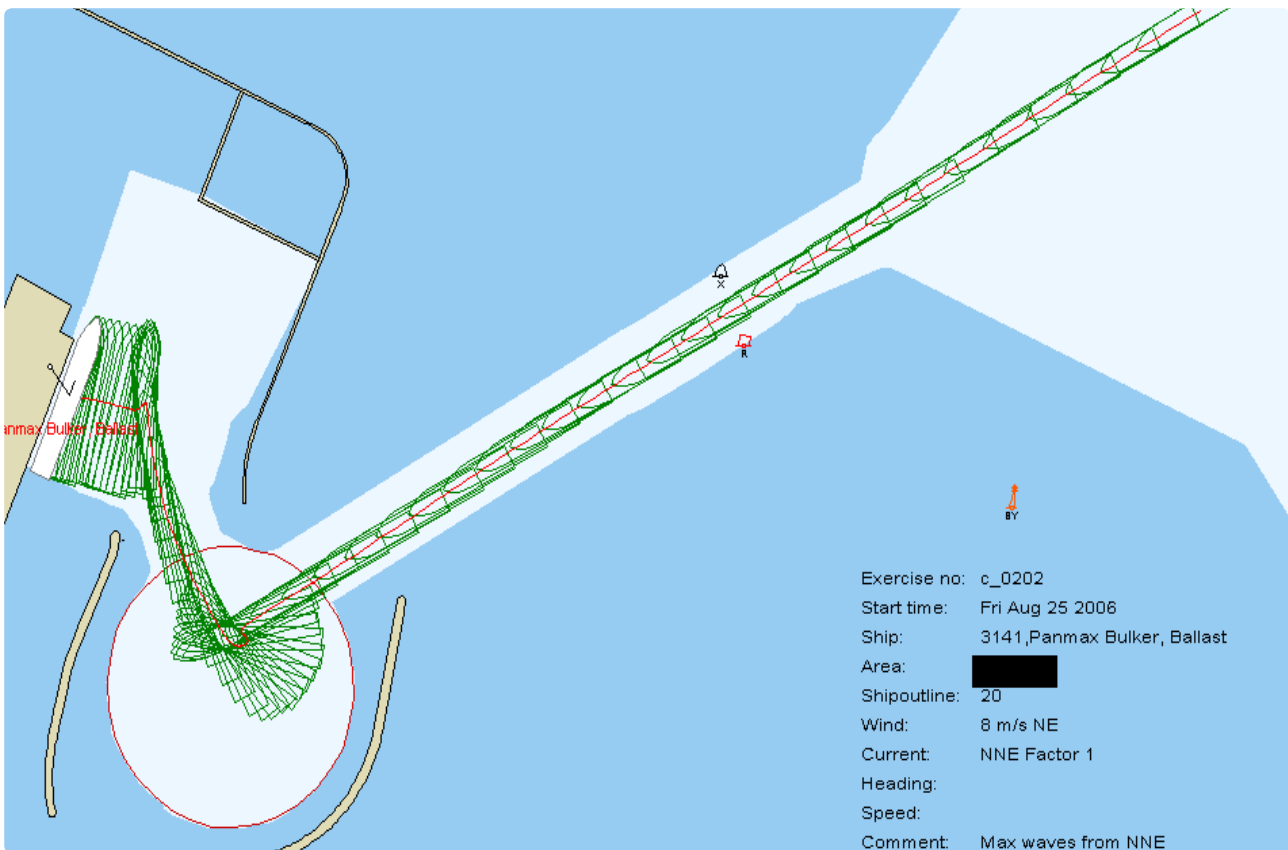 X
R
anmax Bulker, Ballast
BY
Exercise no: c_0202
Start time: Fri Aug 25 2006
Ship: 3141,Panmax Bulker, Ballast
Area:
Shipoutline: 20
Wind: 8 m/s NE
Current: NNE Factor 1
Heading:
Speed:
Comment: Max waves from NNE